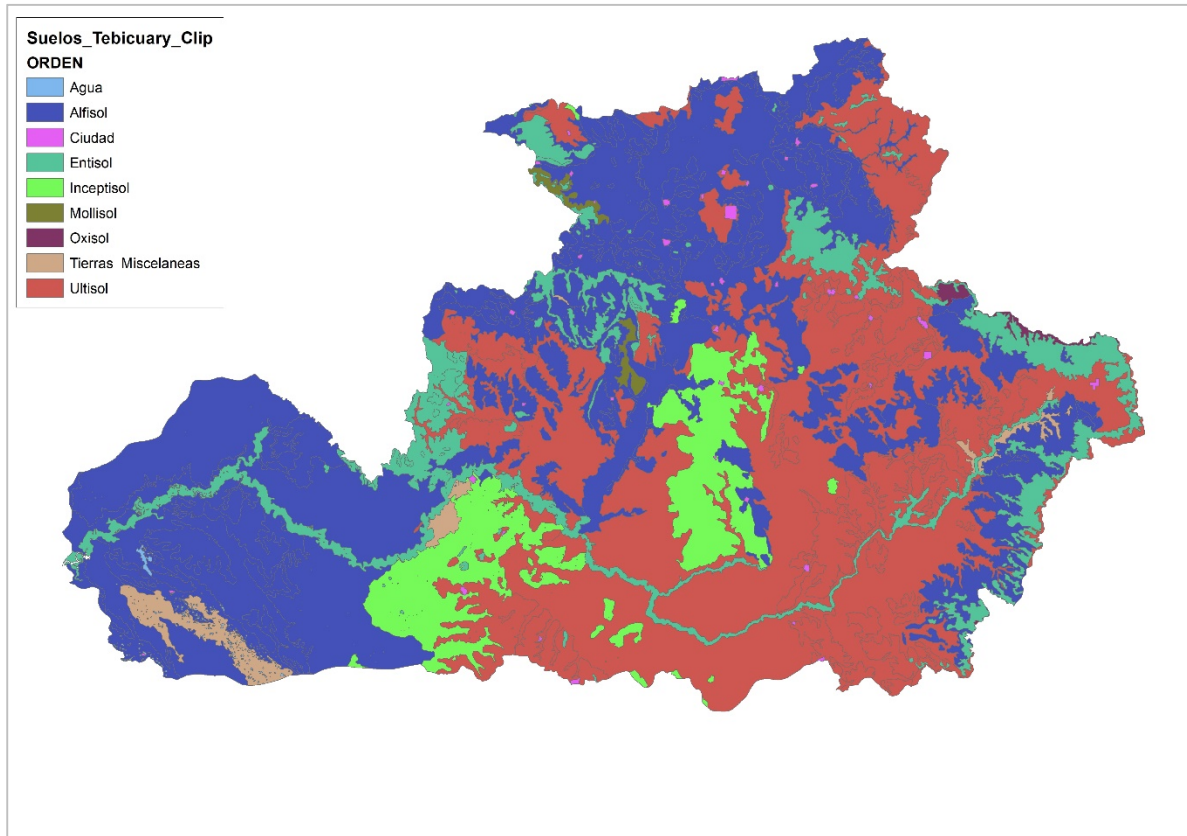 Suelos_Tebicuary_Clip
ORDEN
Agua
Alfisol
Ciudad
Entisol
Inceptisol
Mollisol
Oxisol
Tierras Miscelaneas
Ultisol